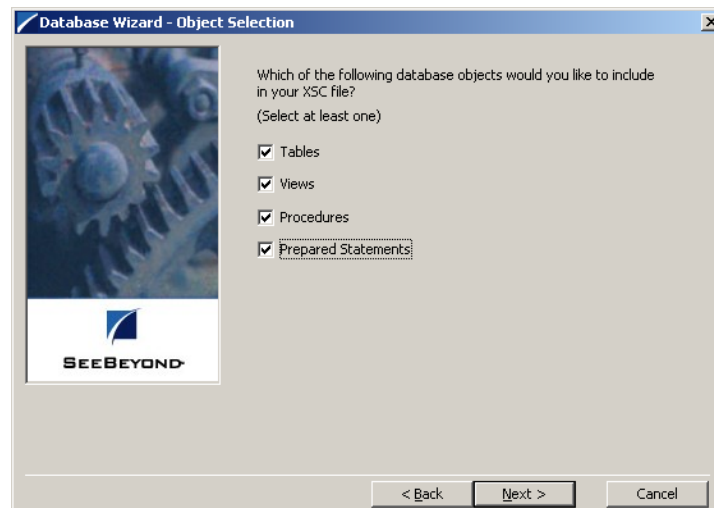 Database Wizard - Object Selection
Which of the following database objects would you like to include
in your XSC file?
(Select at least one)
Tables
Views
Procedures
Prepared Statements
SEEBEYOND
< Back
Next >
Cancel